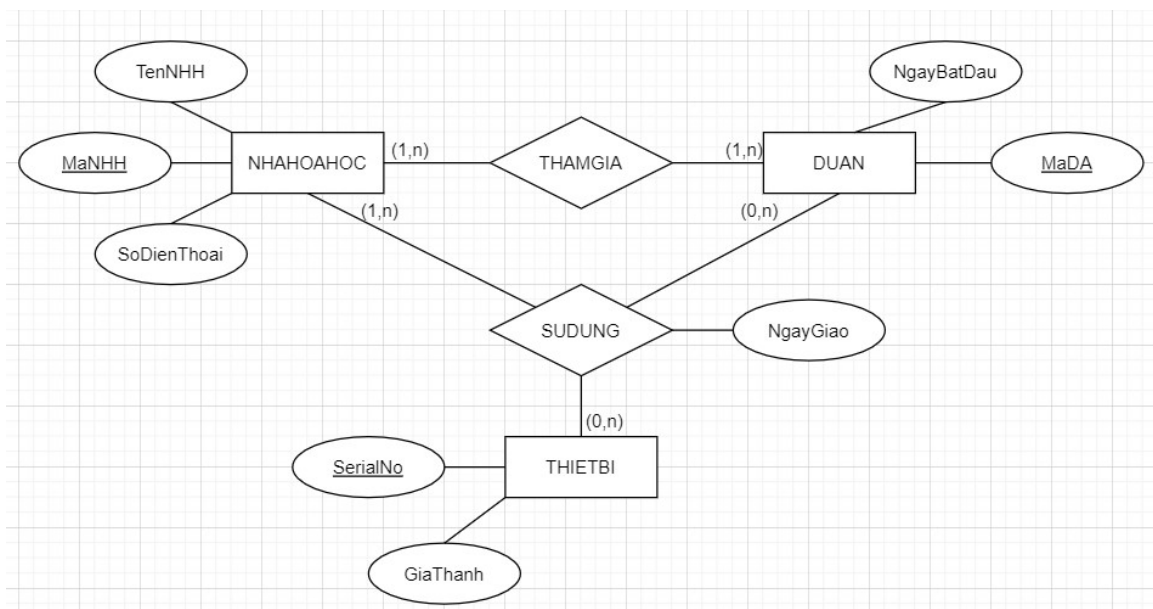 TenNHH
NgayBatDau
MaNHH
NHAHOAHOC
(1,n)
THAMGIA
(1,n)
DUAN
MaDA
(1,n)
(0,n)
SoDienThoai
SUDUNG
NgayGiao
(0,n)
SerialNo
THIETBI
GiaThanh